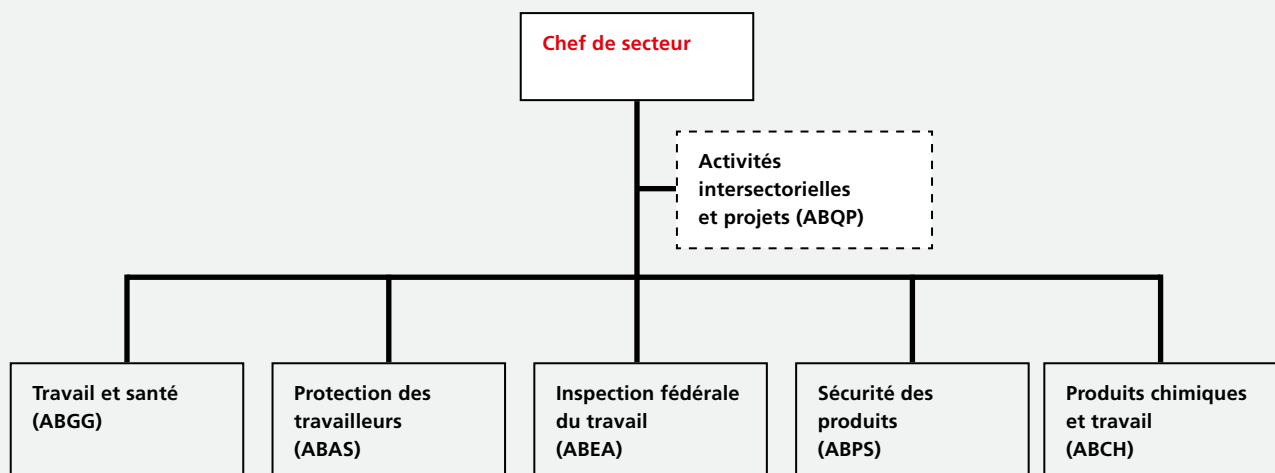 Chef de secteur
Activités
intersectorielles
et projets (ABQP)
Travail et santé
(ABGG)
Protection des
travailleurs
(ABAS)
Inspection fédérale
du travail
(ABEA)
Sécurité des
produits
(ABPS)
Produits chimiques
et travail
(ABCH)